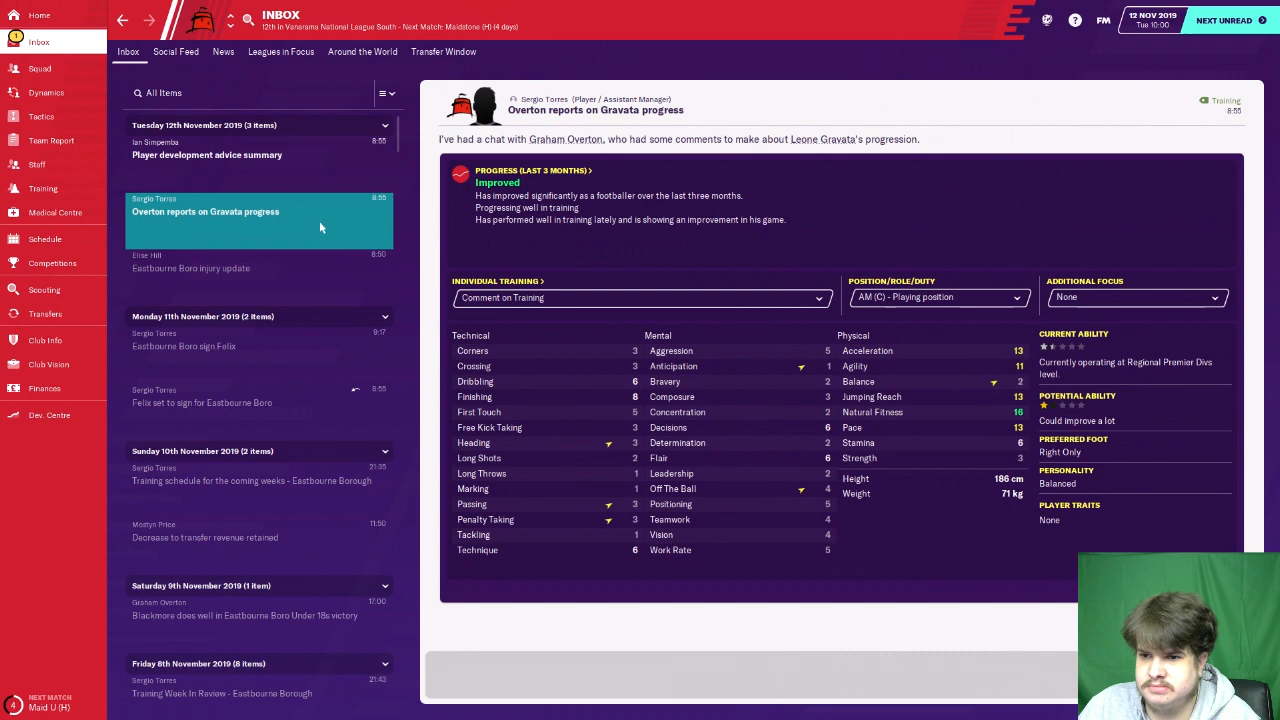 Home
1
Inbox
Squad
Dynamics
Tactics
Team Report
Staff
Training
Medical Centre
Schedule
Competitions
Scouting
Transfers
Club Info
Club Vision
Finances
Dev. Centre
4
NEXT MATCH
Maid U (H)
INBOX
12th in Vanarama National League South - Next Match: Maidstone (H) (4 days)
?
FM
12 NOV 2019
Tue 10:00
NEXT UNREAD
Inbox Social Feed News Leagues in Focus Around the World Transfer Window
All Items
Tuesday 12th November 2019 (3 items)
Ian Simpemba 8:55
Player development advice summary
Sergio Torres 8:55
Overton reports on Gravata progress
Elise Hill 8:50
Eastbourne Boro injury update
Monday 11th November 2019 (2 items)
Sergio Torres 9:17
Eastbourne Boro sign Felix
Sergio Torres 8:55
Felix set to sign for Eastbourne Boro
Sunday 10th November 2019 (2 items)
Sergio Torres 21:35
Training schedule for the coming weeks - Eastbourne Borough
Mostyn Price 11:50
Decrease to transfer revenue retained
Saturday 9th November 2019 (1 item)
Graham Overton 17:00
Blackmore does well in Eastbourne Boro Under 18s victory
Friday 8th November 2019 (8 items)
Sergio Torres 21:43
Training Week In Review - Eastbourne Borough
Sergio Torres (Player / Assistant Manager)
Overton reports on Gravata progress
Training
8:55
I've had a chat with Graham Overton, who had some comments to make about Leone Gravata's progression.
PROGRESS (LAST 3 MONTHS) >
Improved
Has improved significantly as a footballer over the last three months.
Progressing well in training
Has performed well in training lately and is showing an improvement in his game.
INDIVIDUAL TRAINING > POSITION/ROLE/DUTY ADDITIONAL FOCUS
Comment on Training AM (C) - Playing position None
Technical Mental Physical
Corners 3 Aggression 5 Acceleration 13
Crossing 3 Anticipation 1 Agility 11
Dribbling 6 Bravery 2 Balance 2
Finishing 8 Composure 3 Jumping Reach 13
First Touch 5 Concentration 2 Natural Fitness 16
Free Kick Taking 3 Decisions 6 Pace 13
Heading 3 Determination 2 Stamina 6
Long Shots 2 Flair 6 Strength 3
Long Throws 1 Leadership 2 Height 186 cm
Marking 1 Off The Ball 4 Weight 71 kg
Passing 3 Positioning 5
Penalty Taking 3 Teamwork 4
Tackling 1 Vision 4
Technique 6 Work Rate 5
CURRENT ABILITY
Currently operating at Regional Premier Divs
level.
POTENTIAL ABILITY
Could improve a lot
PREFERRED FOOT
Right Only
PERSONALITY
Balanced
PLAYER TRAITS
None